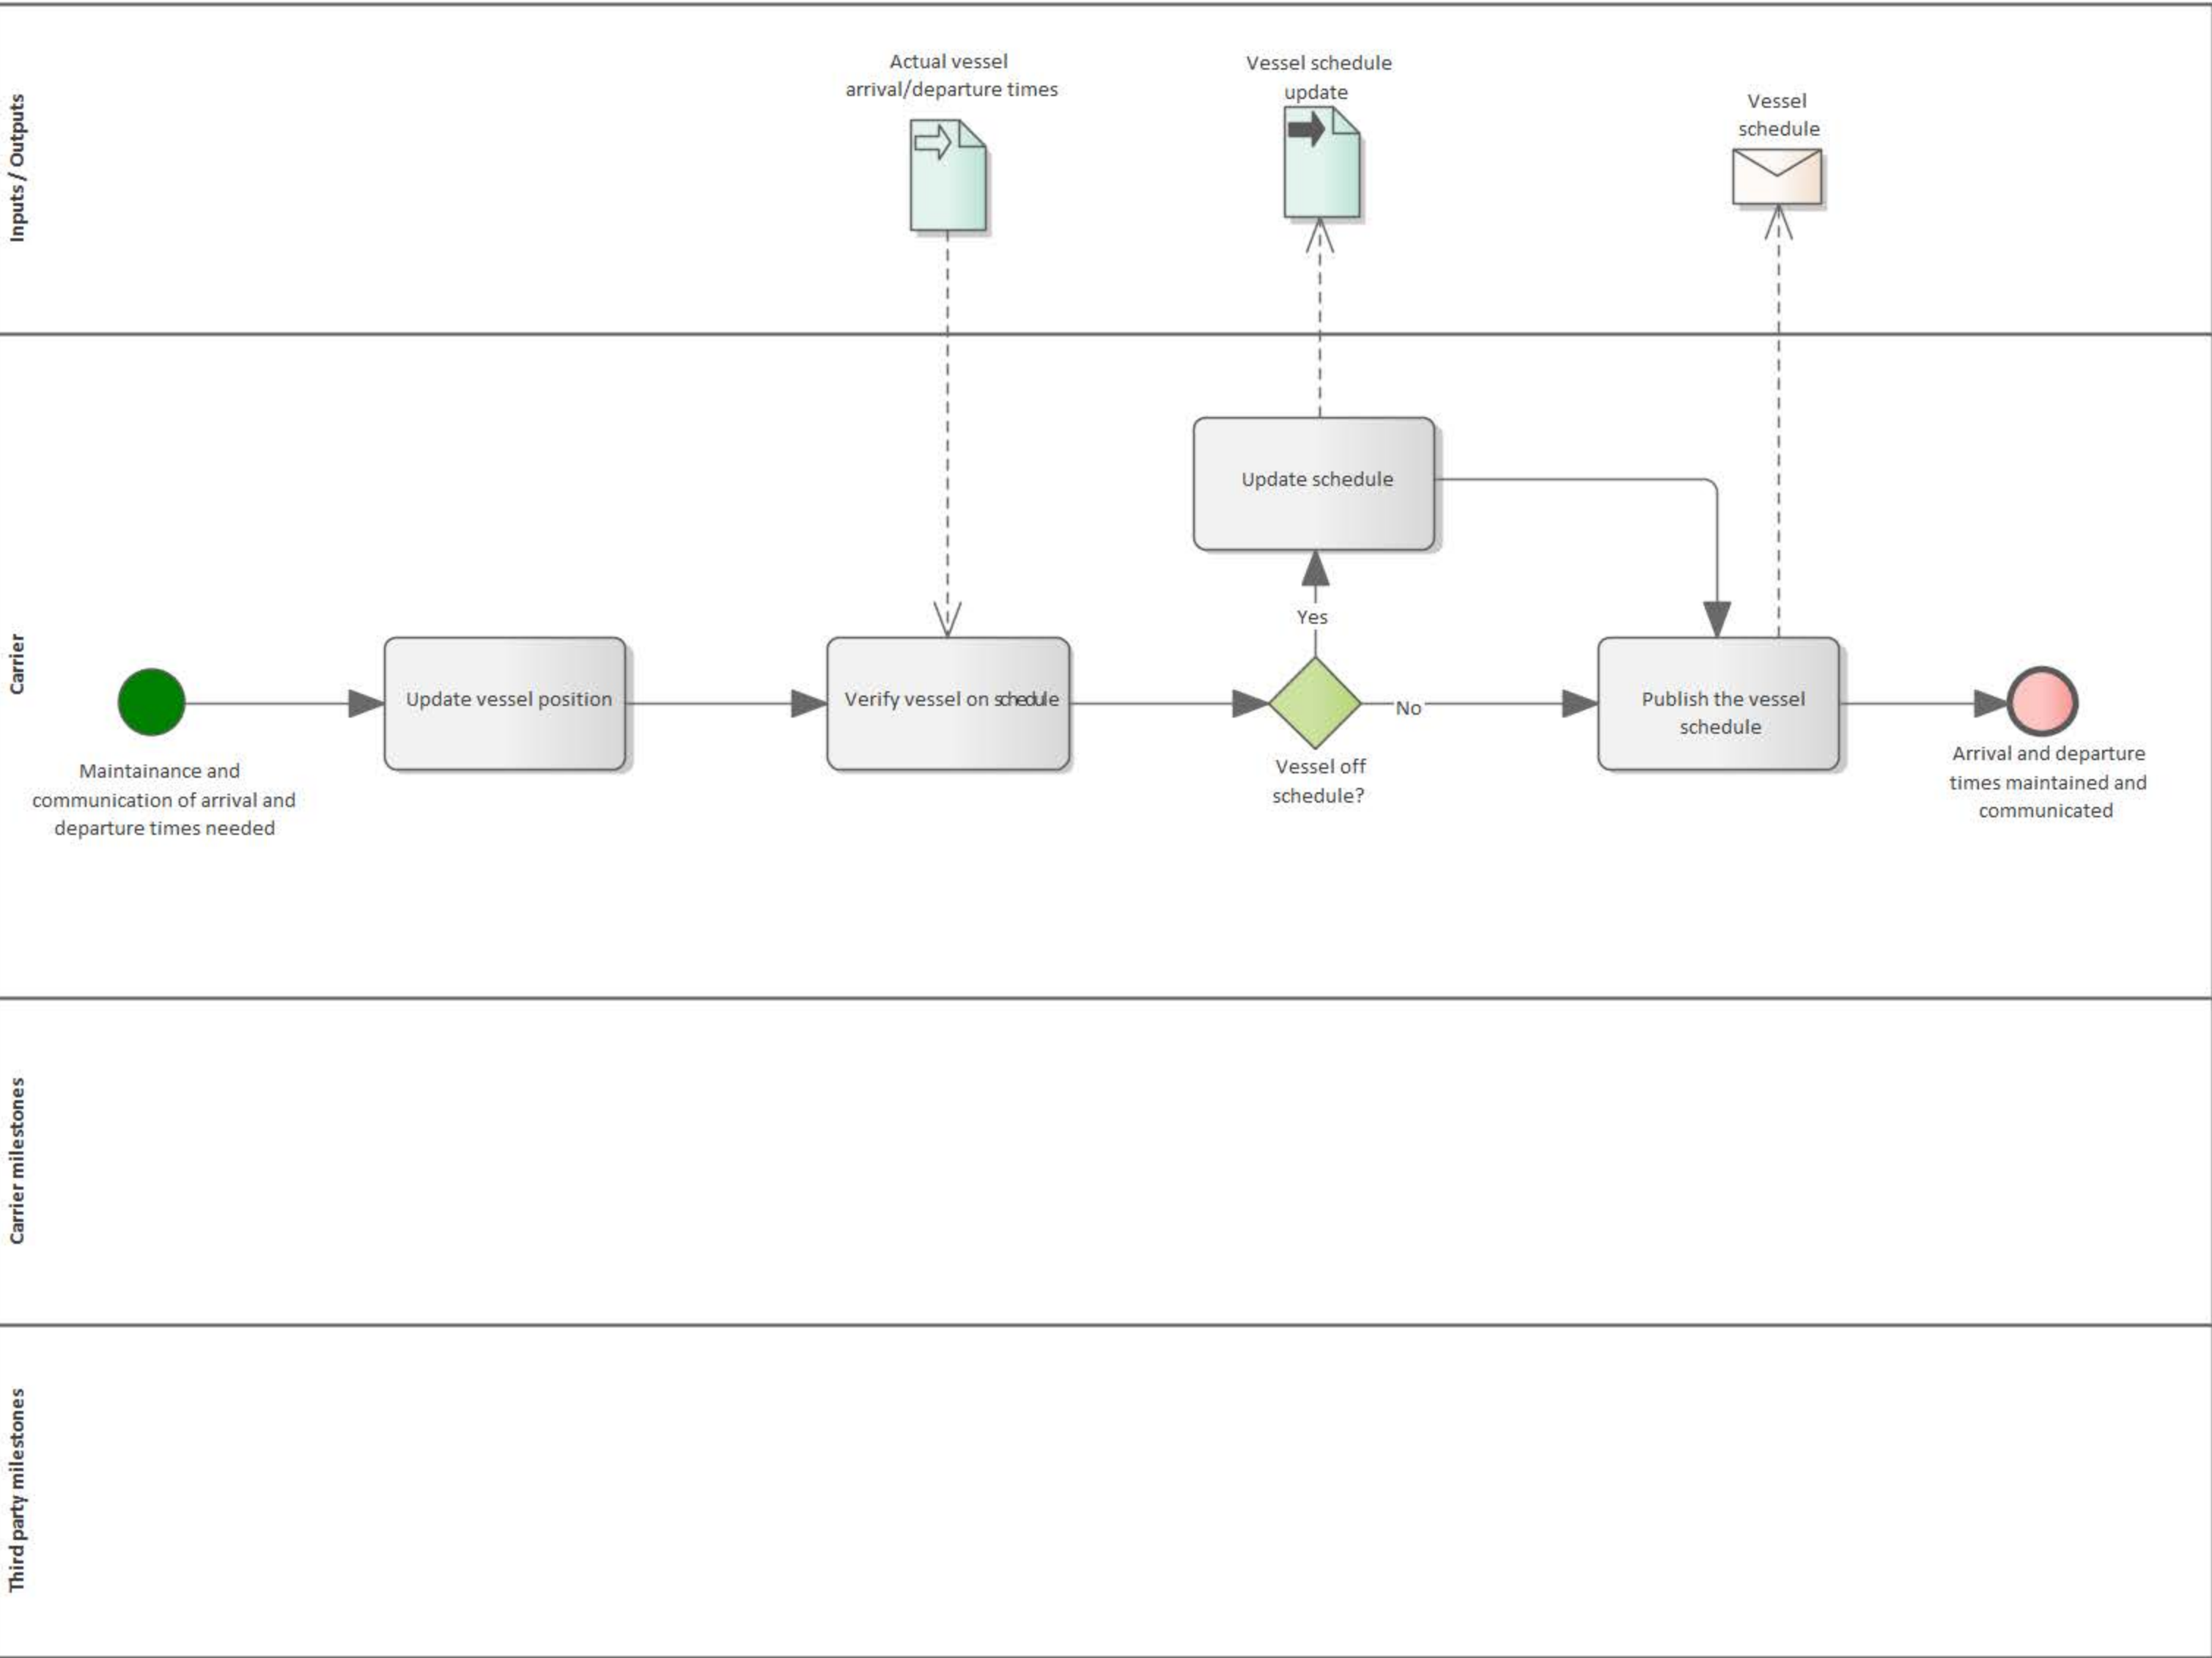 Inputs / Outputs
Actual vessel
arrival/departure times
Vessel schedule
update
Vessel
schedule
Carrier
Update schedule
Yes
Update vessel position
Verify vessel on schedule
No
Publish the vessel
schedule
Maintainance and
communication of arrival and
departure times needed
Vessel off
schedule?
Arrival and departure
times maintained and
communicated
Carrier milestones
Third party milestones